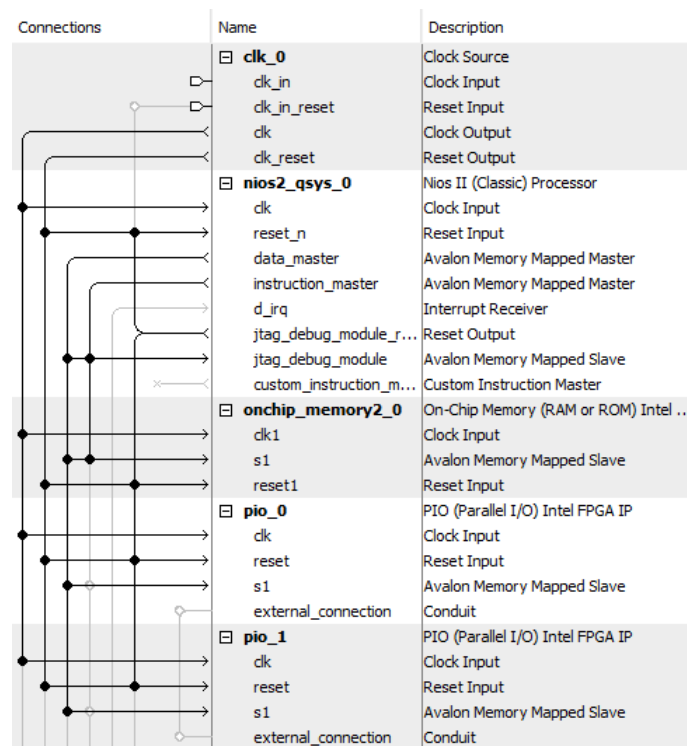 Connections Name Description
clk_0 Clock Source
clk_in Clock Input
clk_in_reset Reset Input
clk Clock Output
clk_reset Reset Output
nios2_qsys_0 Nios II (Classic) Processor
clk Clock Input
reset_n Reset Input
data_master Avalon Memory Mapped Master
instruction_master Avalon Memory Mapped Master
d_irq Interrupt Receiver
jtag_debug_module_r... Reset Output
jtag_debug_module Avalon Memory Mapped Slave
custom_instruction_m... Custom Instruction Master
onchip_memory2_0 On-Chip Memory (RAM or ROM) Intel ..
clk1 Clock Input
s1 Avalon Memory Mapped Slave
reset1 Reset Input
pio_0 PIO (Parallel I/O) Intel FPGA IP
clk Clock Input
reset Reset Input
s1 Avalon Memory Mapped Slave
external_connection Conduit
pio_1 PIO (Parallel I/O) Intel FPGA IP
clk Clock Input
reset Reset Input
s1 Avalon Memory Mapped Slave
external_connection Conduit